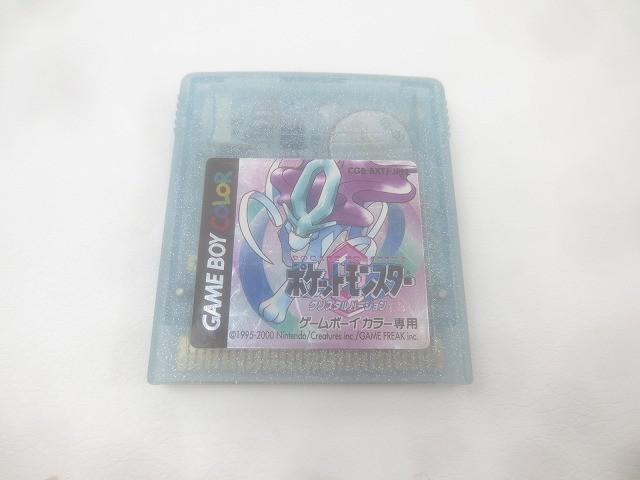 GAME BOY COLOR
POCKET MONSTERS
ポケットモンスター
クリスタルバージョン
ゲームボーイカラー専用
©1995-2000 Nintendo/Creatures inc./GAME FREAK inc.